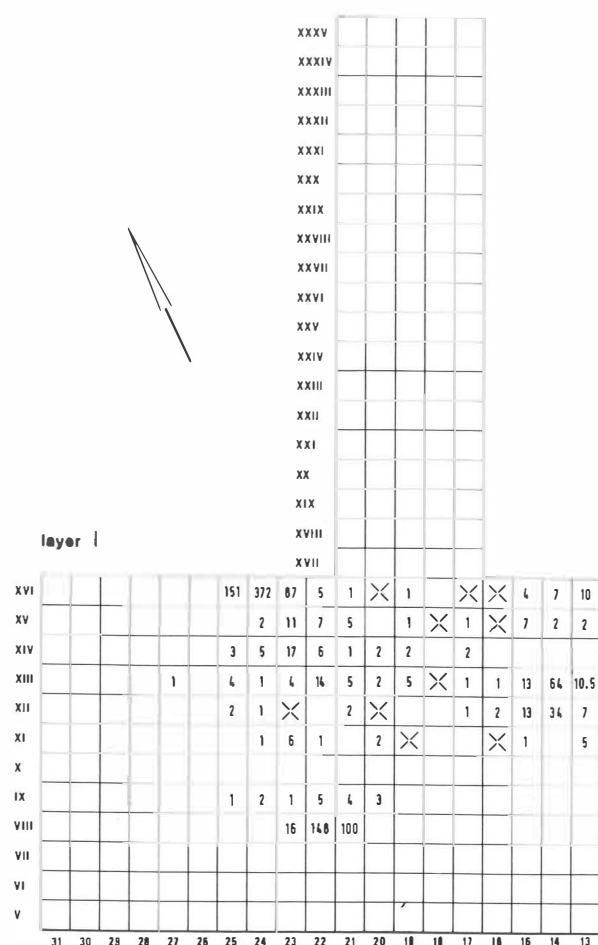 XXXV
XXXIV
XXXIII
XXXII
XXXI
XXX
XXIX
XXVIII
XXVII
XXVI
XXV
XXIV
XXIII
XXII
XXI
XX
XIX
XVIII
layer I
XVII
XVI 151 372 87 5 1 1 4 7 10
XV 2 11 7 5 1 1 7 2 2
XIV 3 5 17 6 1 2 2 2
XIII 1 4 1 4 14 5 2 5 1 1 13 64 10.5
XII 2 1 2 1 2 13 34 7
XI 1 6 1 2 1 5
X
IX 1 2 1 5 4 3
VIII 16 148 100
VII
VI
V
31 30 29 28 27 26 25 24 23 22 21 20 19 18 17 16 15 14 13